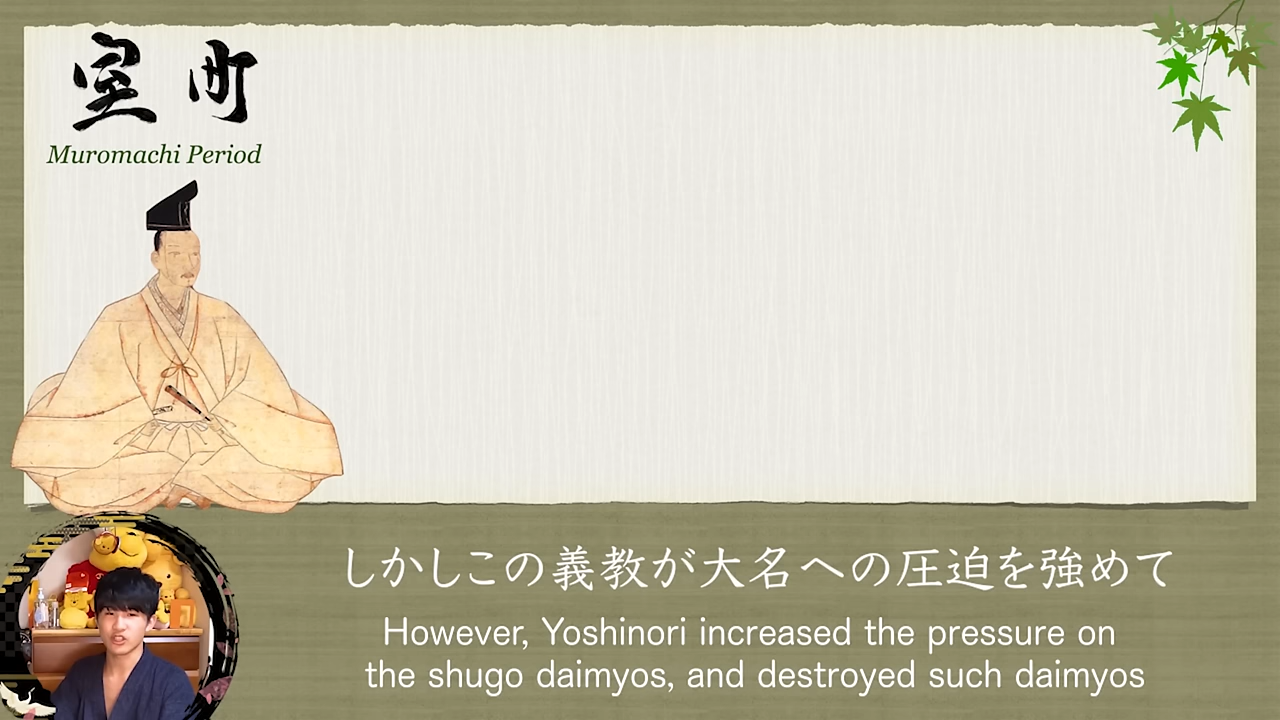 室町
Muromachi Period
しかしこの義教が大名への圧迫を強めて
However, Yoshinori increased the pressure on
the shugo daimyos, and destroyed such daimyos